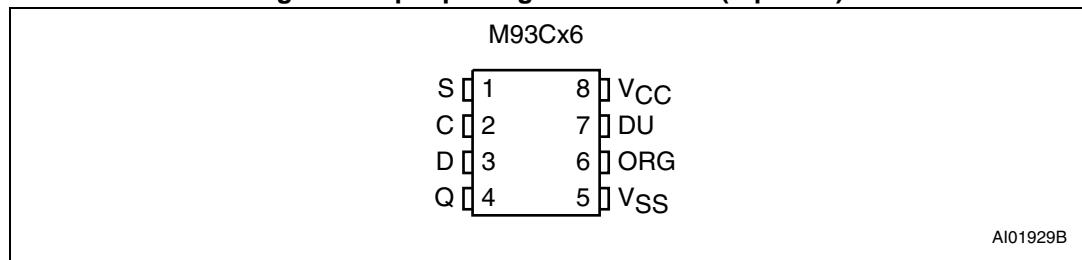 M93Cx6
S 1 8 VCC
C 2 7 DU
D 3 6 ORG
Q 4 5 VSS
AI01929B